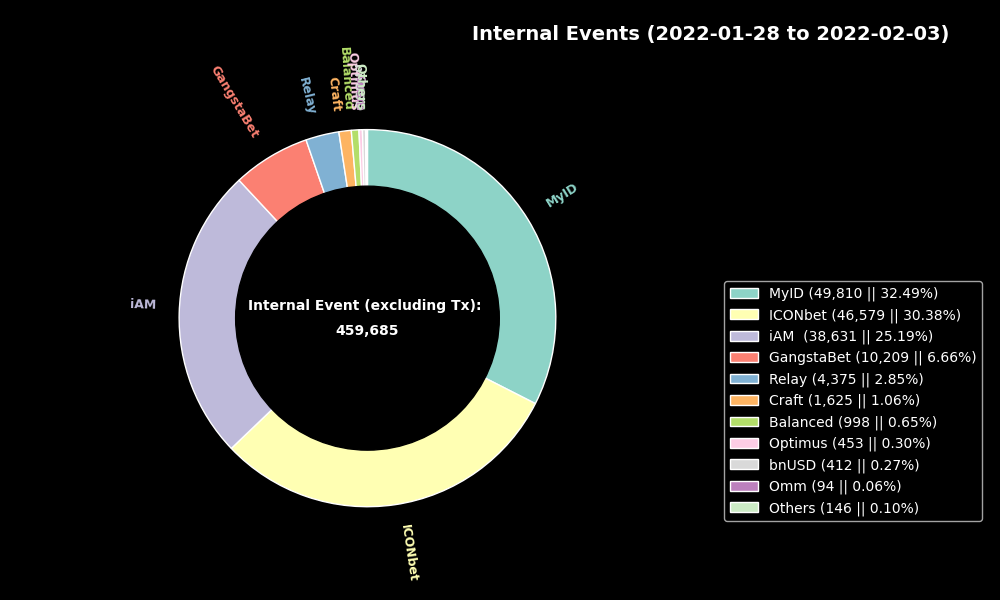 Internal Events (2022-01-28 to 2022-02-03)
GangstaBet
Relay
Craft
Balanced
Optimus
Others
MyID
iAM
ICONbet
Internal Event (excluding Tx):
459,685
MyID (49,810 || 32.49%)
ICONbet (46,579 || 30.38%)
iAM  (38,631 || 25.19%)
GangstaBet (10,209 || 6.66%)
Relay (4,375 || 2.85%)
Craft (1,625 || 1.06%)
Balanced (998 || 0.65%)
Optimus (453 || 0.30%)
bnUSD (412 || 0.27%)
Omm (94 || 0.06%)
Others (146 || 0.10%)